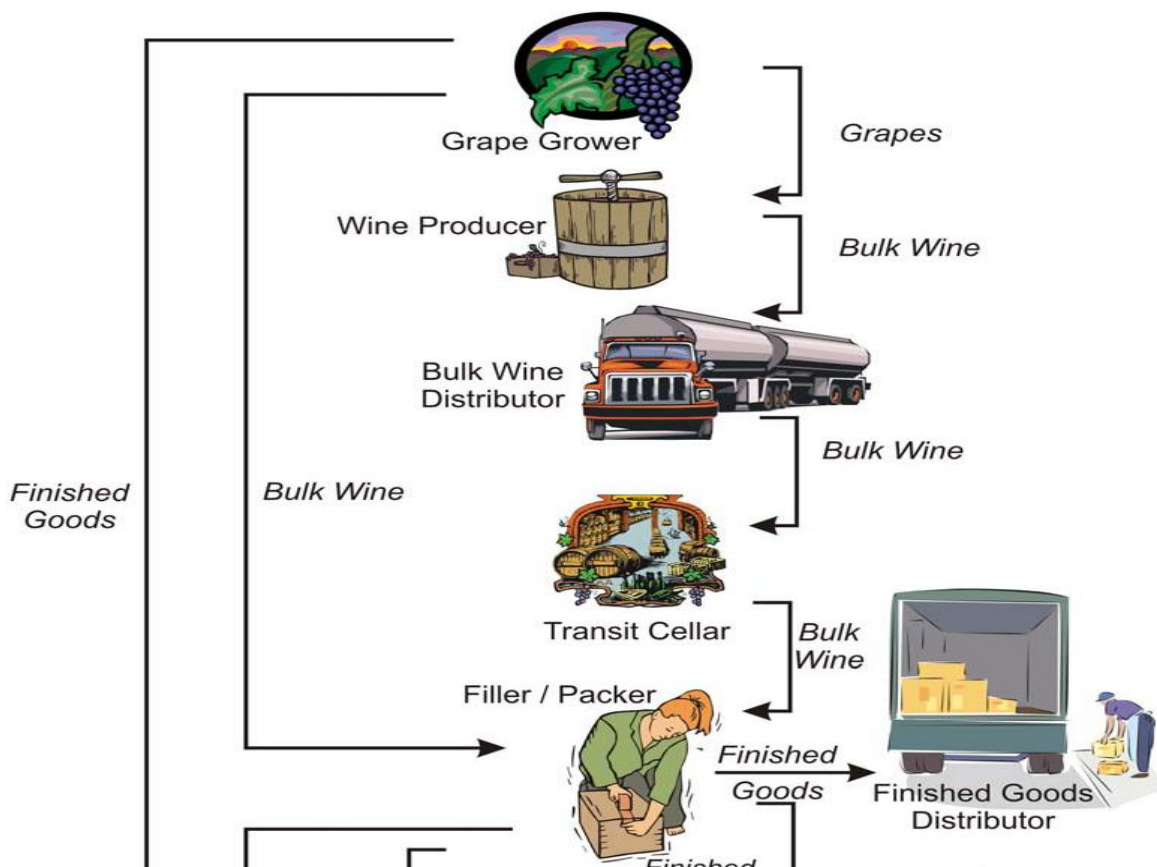 Grape Grower
Grapes
Wine Producer
Bulk Wine
Bulk Wine
Distributor
Bulk Wine
Finished
Goods
Bulk Wine
Transit Cellar
Bulk
Wine
Filler / Packer
Finished
Goods
Finished Goods
Distributor
Finished